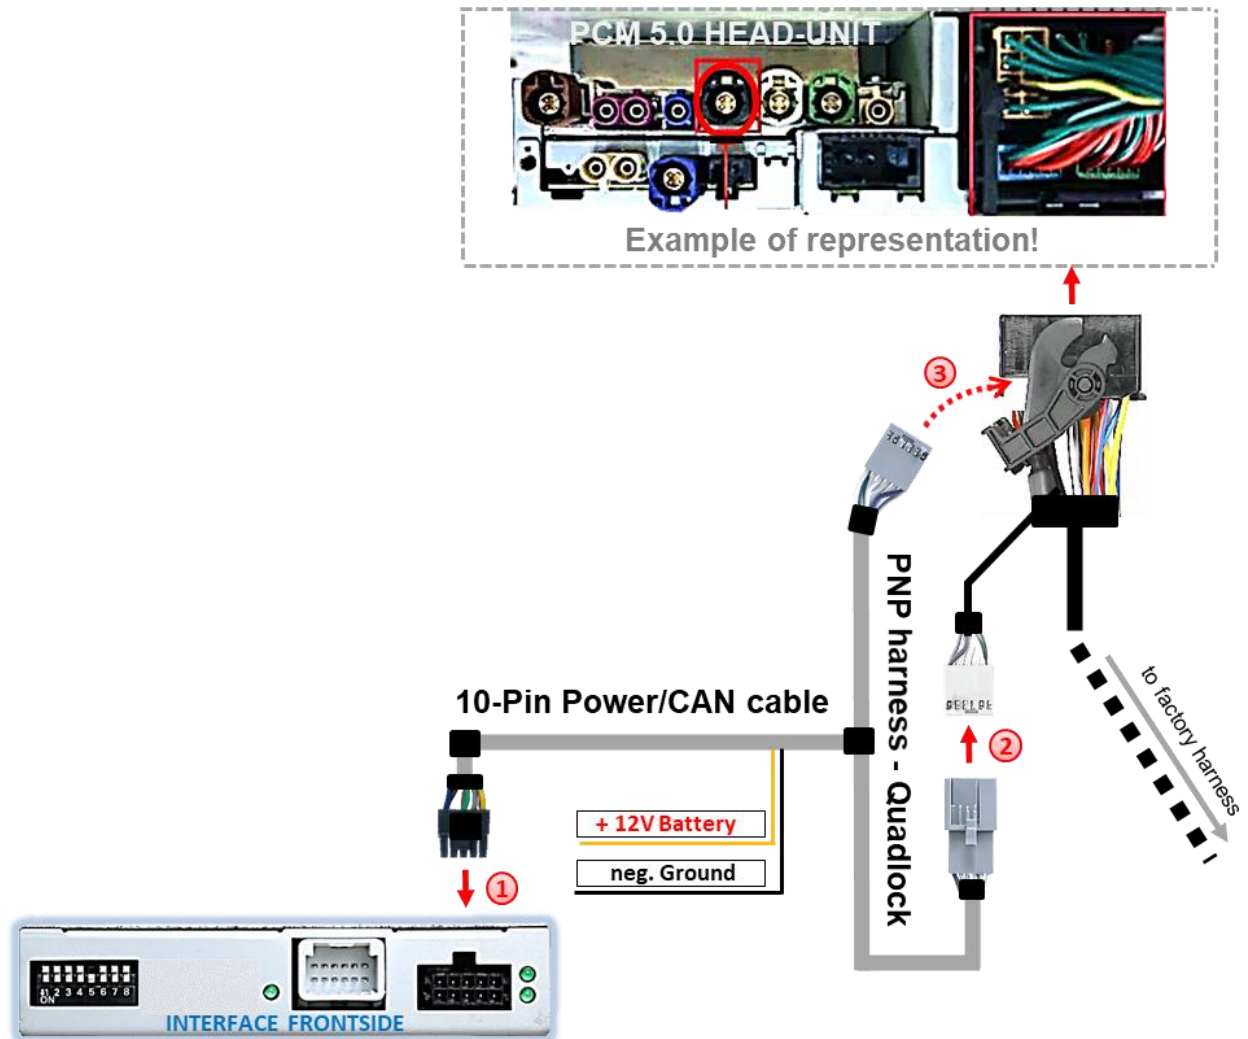 PCM 5.0 HEAD-UNIT
Example of representation!
3
PNP harness - Quadlock
10-Pin Power/CAN cable
2
to factory harness
+ 12V Battery
neg. Ground
1
1 2 3 4 5 6 7 8
ON
INTERFACE FRONTSIDE